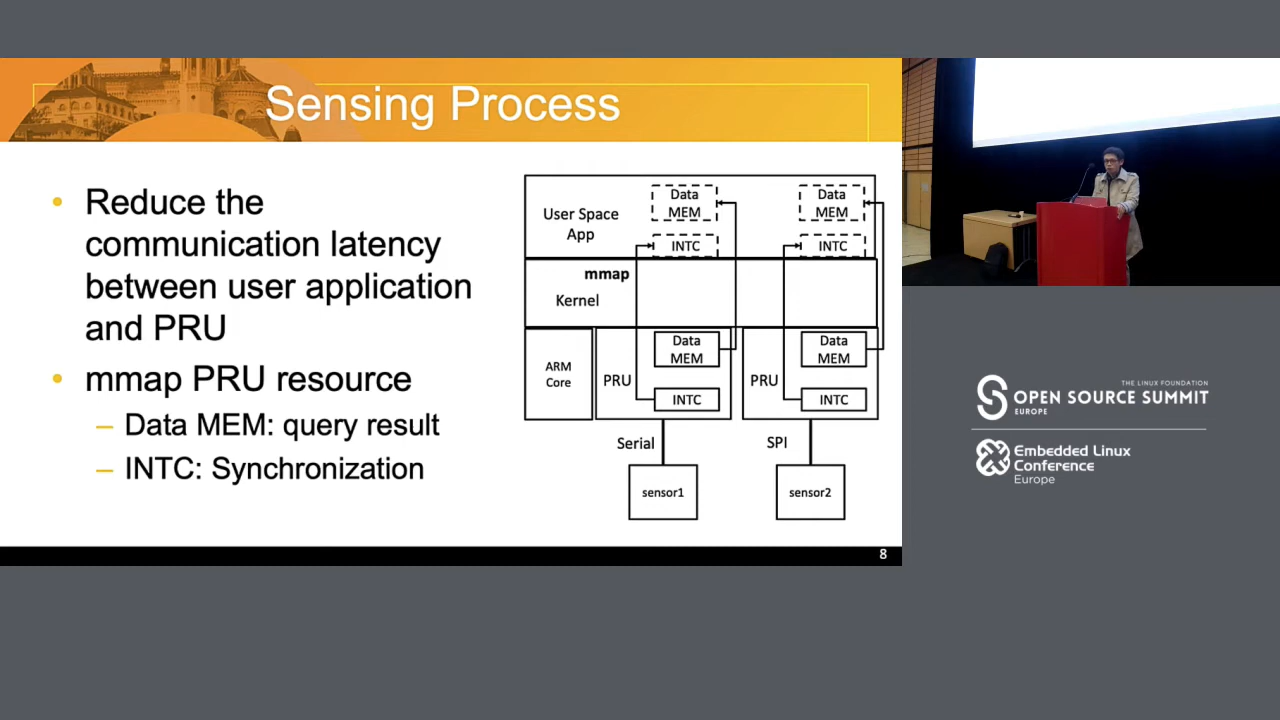 Sensing Process
• Reduce the
communication latency
between user application
and PRU
• mmap PRU resource
– Data MEM: query result
– INTC: Synchronization
User Space
App
Data
MEM
INTC
Data
MEM
INTC
mmap
Kernel
ARM
Core
PRU
Data
MEM
INTC
PRU
Data
MEM
INTC
Serial
SPI
sensor1
sensor2
8
THE LINUX FOUNDATION
OPEN SOURCE SUMMIT
EUROPE
Embedded Linux
Conference
Europe